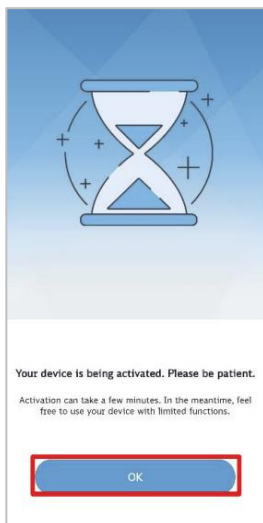 Your device is being activated. Please be patient.
Activation can take a few minutes. In the meantime, feel
free to use your device with limited functions.
OK